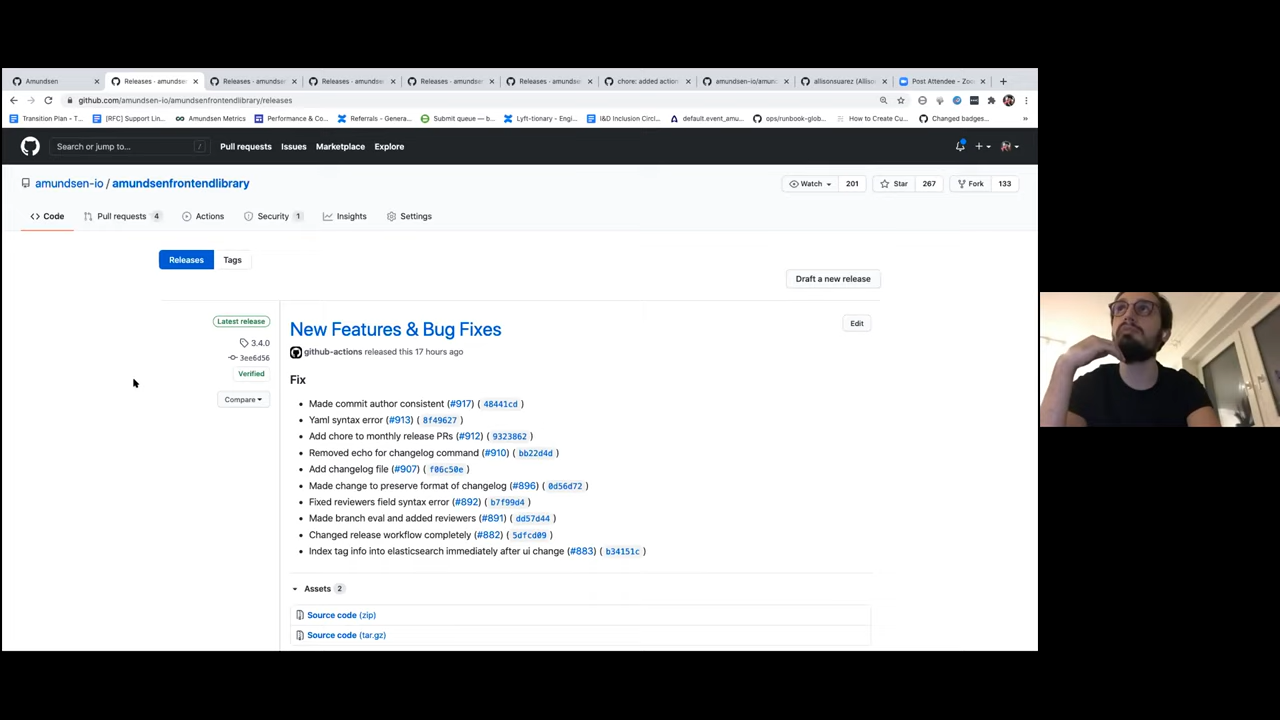 Amundsen
Releases · amundsen
Releases · amundsen
Releases · amundsen
Releases · amundsen
Releases · amundsen
chore: added action
amundsen-io/amun
allisonsuarez (Alliso
Post Attendee - Zoo
github.com/amundsen-io/amundsenfrontendlibrary/releases
Transition Plan - T...
[RFC] Support Lin...
Amundsen Metrics
Performance & Co...
Referrals - Genera...
Submit queue — b...
Lyft-tionary - Engi...
I&D Inclusion Circl...
default.event_amu...
ops/runbook-glob...
How to Create Cu...
Changed badges...
Search or jump to...
/
Pull requests
Issues
Marketplace
Explore
amundsen-io / amundsenfrontendlibrary
Watch
201
Star
267
Fork
133
Code
Pull requests 4
Actions
Security 1
Insights
Settings
Releases
Tags
Draft a new release
Latest release
3.4.0
3ee6d56
Verified
Compare
New Features & Bug Fixes
Edit
github-actions released this 17 hours ago
Fix
Made commit author consistent (#917) ( 48441cd )
Yaml syntax error (#913) ( 8f49627 )
Add chore to monthly release PRs (#912) ( 9323862 )
Removed echo for changelog command (#910) ( bb22d4d )
Add changelog file (#907) ( f06c50e )
Made change to preserve format of changelog (#896) ( 0d56d72 )
Fixed reviewers field syntax error (#892) ( b7f99d4 )
Made branch eval and added reviewers (#891) ( dd57d44 )
Changed release workflow completely (#882) ( 5dfcd09 )
Index tag info into elasticsearch immediately after ui change (#883) ( b34151c )
Assets 2
Source code (zip)
Source code (tar.gz)